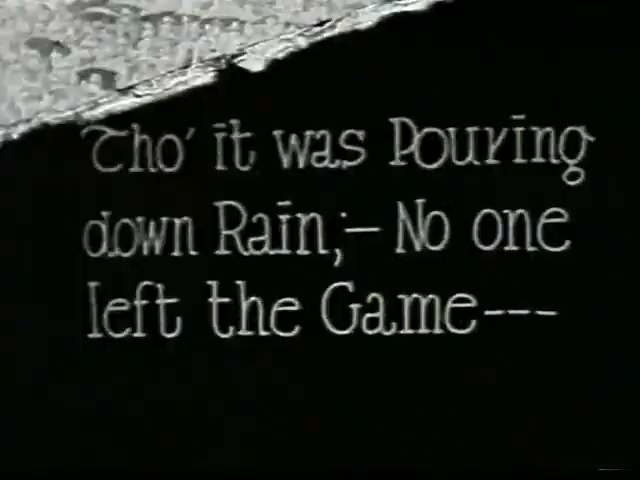 Tho' it was Pouring
down Rain;— No one
left the Game---